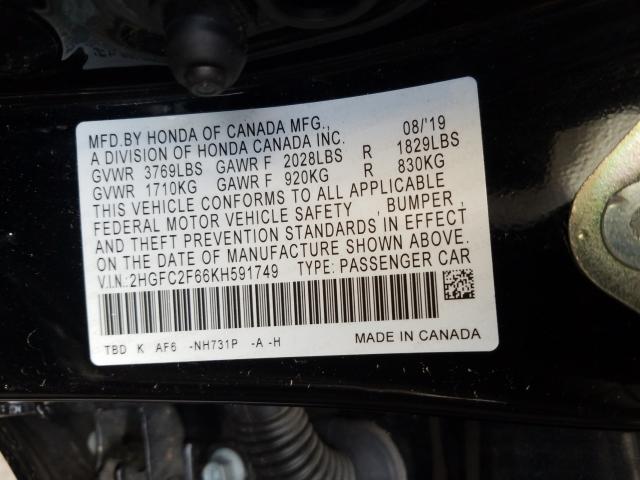 MFD.BY HONDA OF CANADA MFG., 08/'19
A DIVISION OF HONDA CANADA INC.
GVWR 3769LBS GAWR F 2028LBS R 1829LBS
GVWR 1710KG GAWR F 920KG R 830KG
THIS VEHICLE CONFORMS TO ALL APPLICABLE
FEDERAL MOTOR VEHICLE SAFETY , BUMPER ,
AND THEFT PREVENTION STANDARDS IN EFFECT
ON THE DATE OF MANUFACTURE SHOWN ABOVE.
V.I.N.:2HGFC2F66KH591749 TYPE: PASSENGER CAR
TBD K AF6 -NH731P -A -H MADE IN CANADA